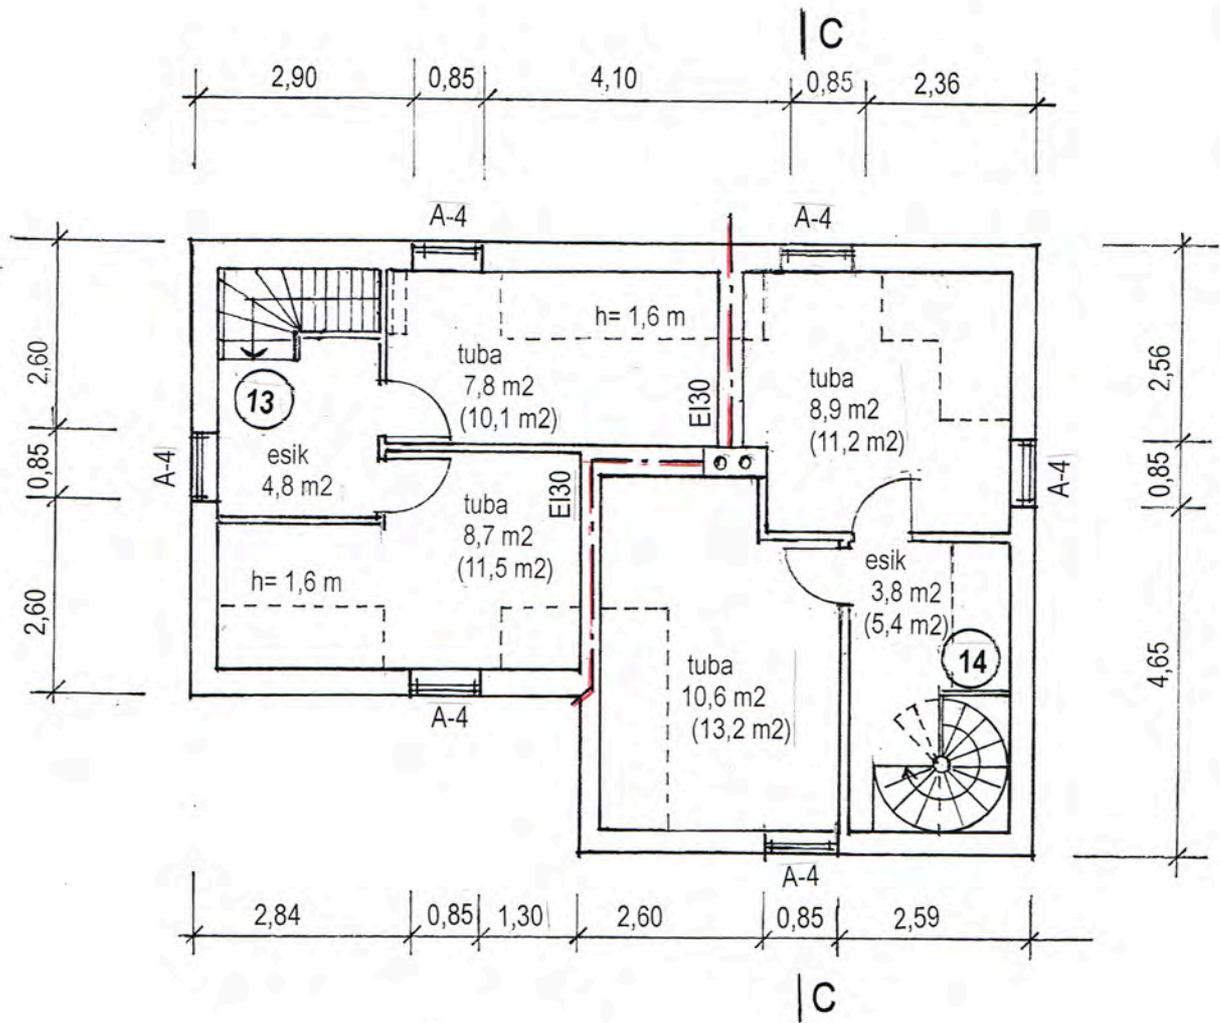 C
2,90
0,85
4,10
0,85
2,36
A-4
A-4
2,60
0,85
2,60
2,56
0,85
4,65
h= 1,6 m
tuba
7,8 m2
(10,1 m2)
EI30
tuba
8,9 m2
(11,2 m2)
13
esik
4,8 m2
A-4
A-4
tuba
8,7 m2
(11,5 m2)
EI30
h= 1,6 m
esik
3,8 m2
(5,4 m2)
14
tuba
10,6 m2
(13,2 m2)
A-4
A-4
2,84
0,85
1,30
2,60
0,85
2,59
C